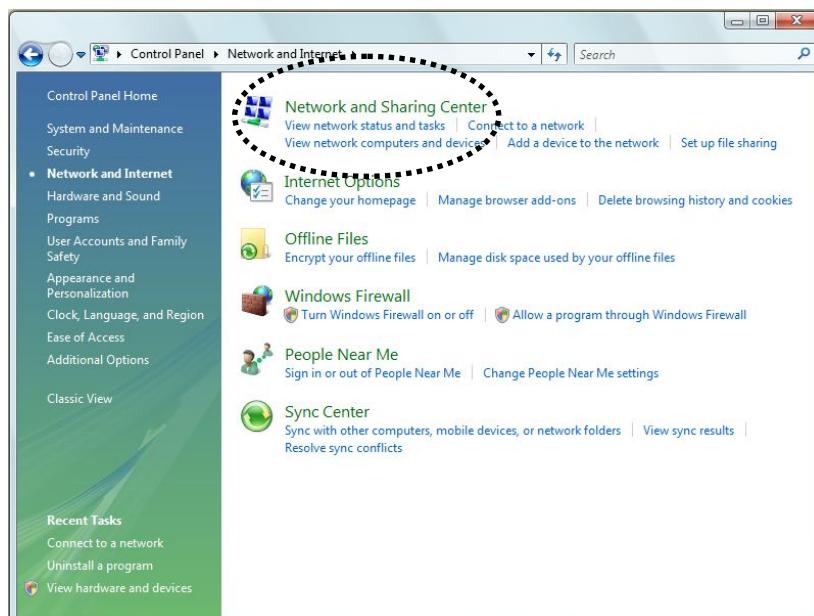 Control Panel ▸ Network and Internet ▸
Search
Control Panel Home
System and Maintenance
Security
• Network and Internet
Hardware and Sound
Programs
User Accounts and Family
Safety
Appearance and
Personalization
Clock, Language, and Region
Ease of Access
Additional Options
Classic View
Recent Tasks
Connect to a network
Uninstall a program
View hardware and devices
Network and Sharing Center
View network status and tasks | Connect to a network |
View network computers and devices | Add a device to the network | Set up file sharing
Internet Options
Change your homepage | Manage browser add-ons | Delete browsing history and cookies
Offline Files
Encrypt your offline files | Manage disk space used by your offline files
Windows Firewall
Turn Windows Firewall on or off | Allow a program through Windows Firewall
People Near Me
Sign in or out of People Near Me | Change People Near Me settings
Sync Center
Sync with other computers, mobile devices, or network folders | View sync results |
Resolve sync conflicts